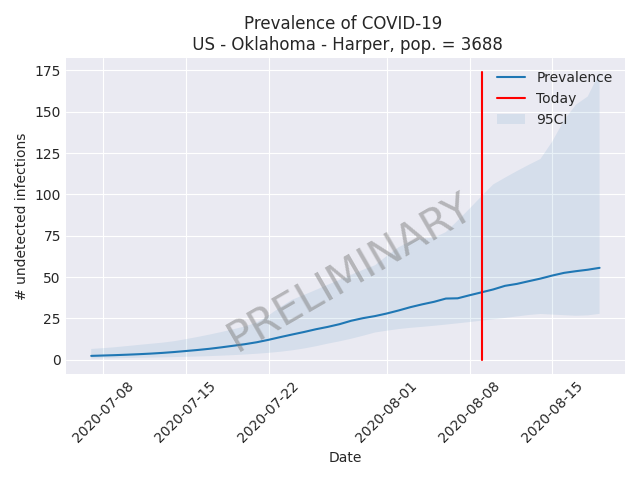 Prevalence of COVID-19
US - Oklahoma - Harper, pop. = 3688
175
150
125
100
75
50
25
0
# undetected infections
Prevalence
Today
95CI
PRELIMINARY
2020-07-08
2020-07-15
2020-07-22
2020-08-01
2020-08-08
2020-08-15
Date